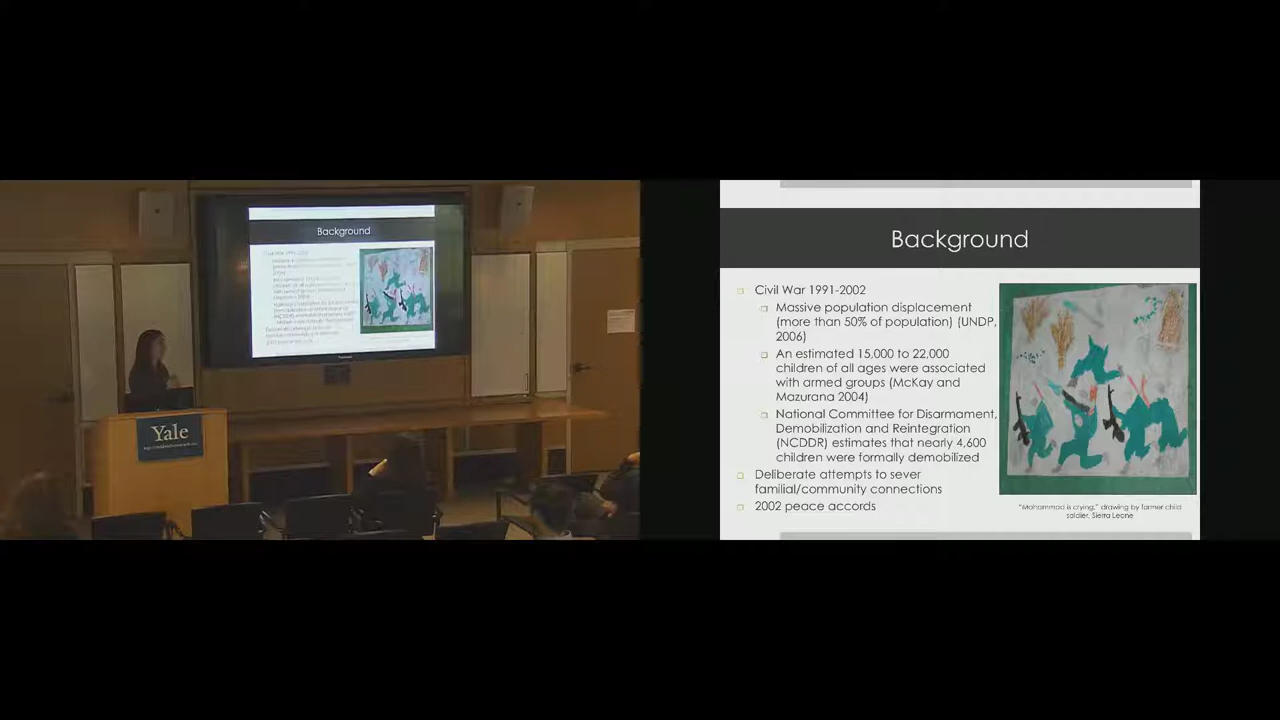 Background
Yale
Background
Civil War 1991-2002
Massive population displacement
(more than 50% of population) (UNDP,
2006)
An estimated 15,000 to 22,000
children of all ages were associated
with armed groups (McKay and
Mazurana 2004)
National Committee for Disarmament,
Demobilization and Reintegration
(NCDDR) estimates that nearly 4,600
children were formally demobilized
Deliberate attempts to sever
familial/community connections
2002 peace accords
"Mohammad is crying," drawing by former child
soldier, Sierra Leone